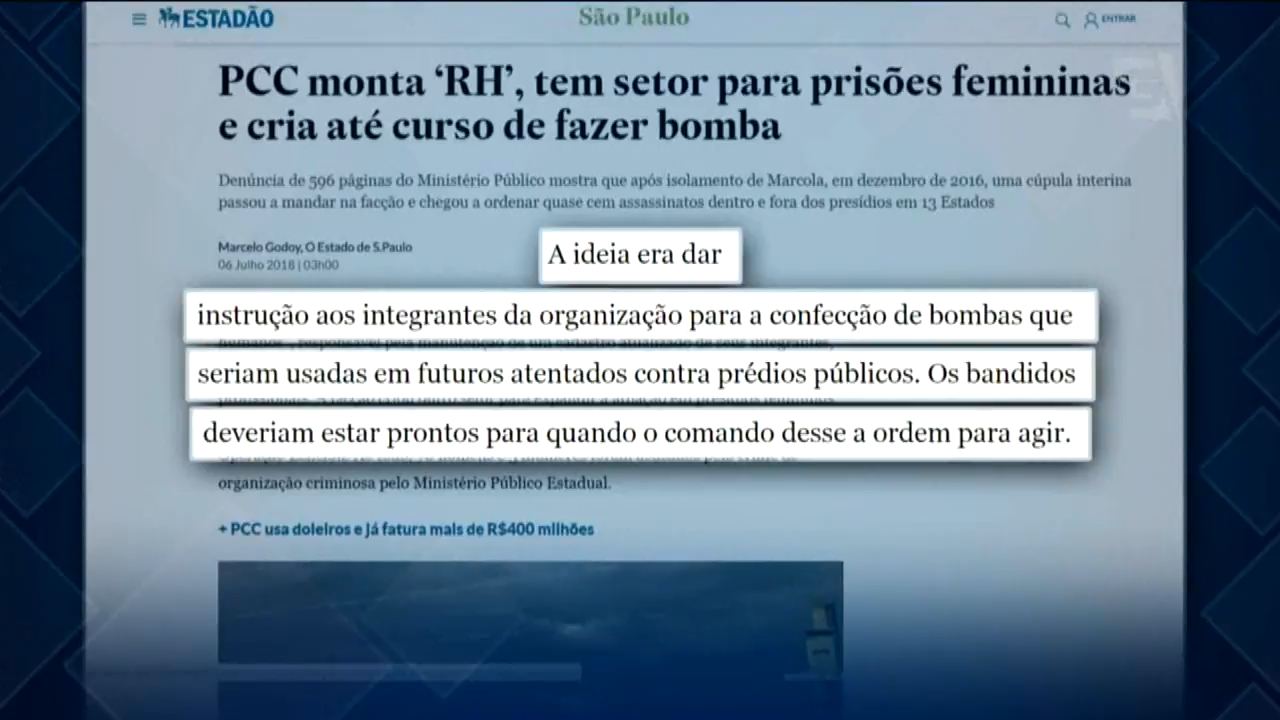 ESTADÃO
São Paulo
ENTRAR
PCC monta ‘RH’, tem setor para prisões femininas
e cria até curso de fazer bomba
Denúncia de 596 páginas do Ministério Público mostra que após isolamento de Marcola, em dezembro de 2016, uma cúpula interina
passou a mandar na facção e chegou a ordenar quase cem assassinatos dentro e fora dos presídios em 13 Estados
Marcelo Godoy, O Estado de S.Paulo
06 Julho 2018 | 03h00
A ideia era dar
instrução aos integrantes da organização para a confecção de bombas que
seriam usadas em futuros atentados contra prédios públicos. Os bandidos
deveriam estar prontos para quando o comando desse a ordem para agir.
organização criminosa pelo Ministério Público Estadual.
+ PCC usa doleiros e já fatura mais de R$400 milhões